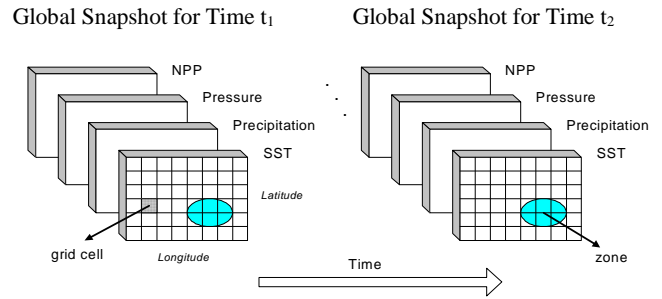 Global Snapshot for Time t1
Global Snapshot for Time t2
NPP
Pressure
Precipitation
SST
Latitude
grid cell
Longitude
NPP
Pressure
Precipitation
SST
zone
Time